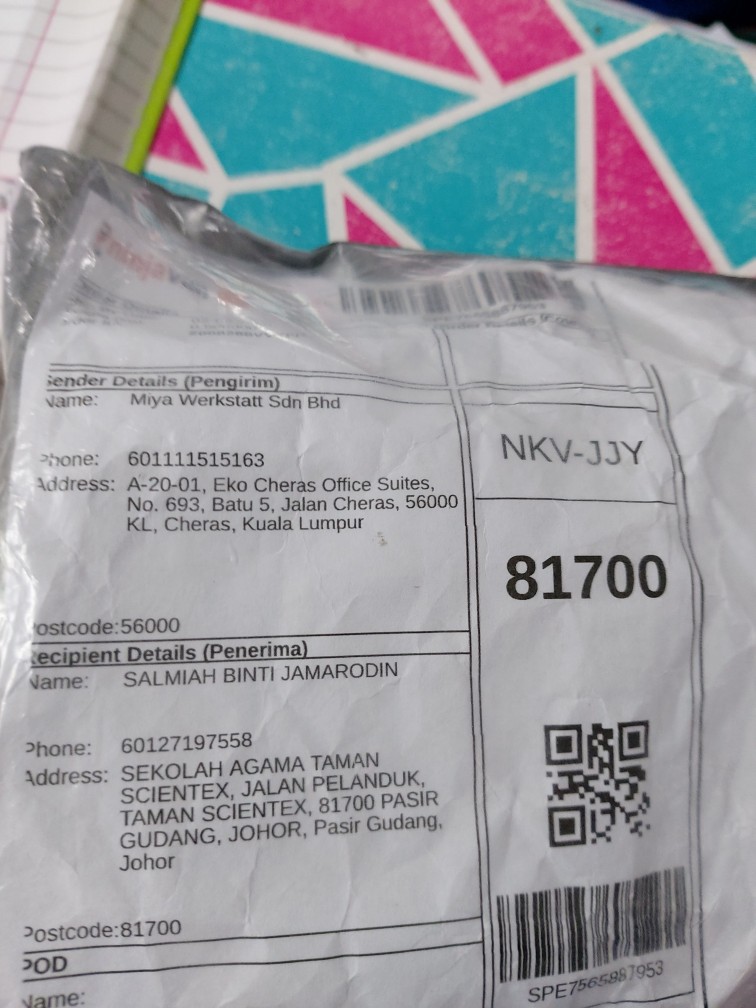 Sender Details (Pengirim)
Name: Miya Werkstatt Sdn Bhd
Phone: 601111515163
Address: A-20-01, Eko Cheras Office Suites,
No. 693, Batu 5, Jalan Cheras, 56000
KL, Cheras, Kuala Lumpur
Postcode:56000
NKV-JJY
81700
Recipient Details (Penerima)
Name: SALMIAH BINTI JAMARODIN
Phone: 60127197558
Address: SEKOLAH AGAMA TAMAN
SCIENTEX, JALAN PELANDUK,
TAMAN SCIENTEX, 81700 PASIR
GUDANG, JOHOR, Pasir Gudang,
Johor
Postcode:81700
POD
Name: